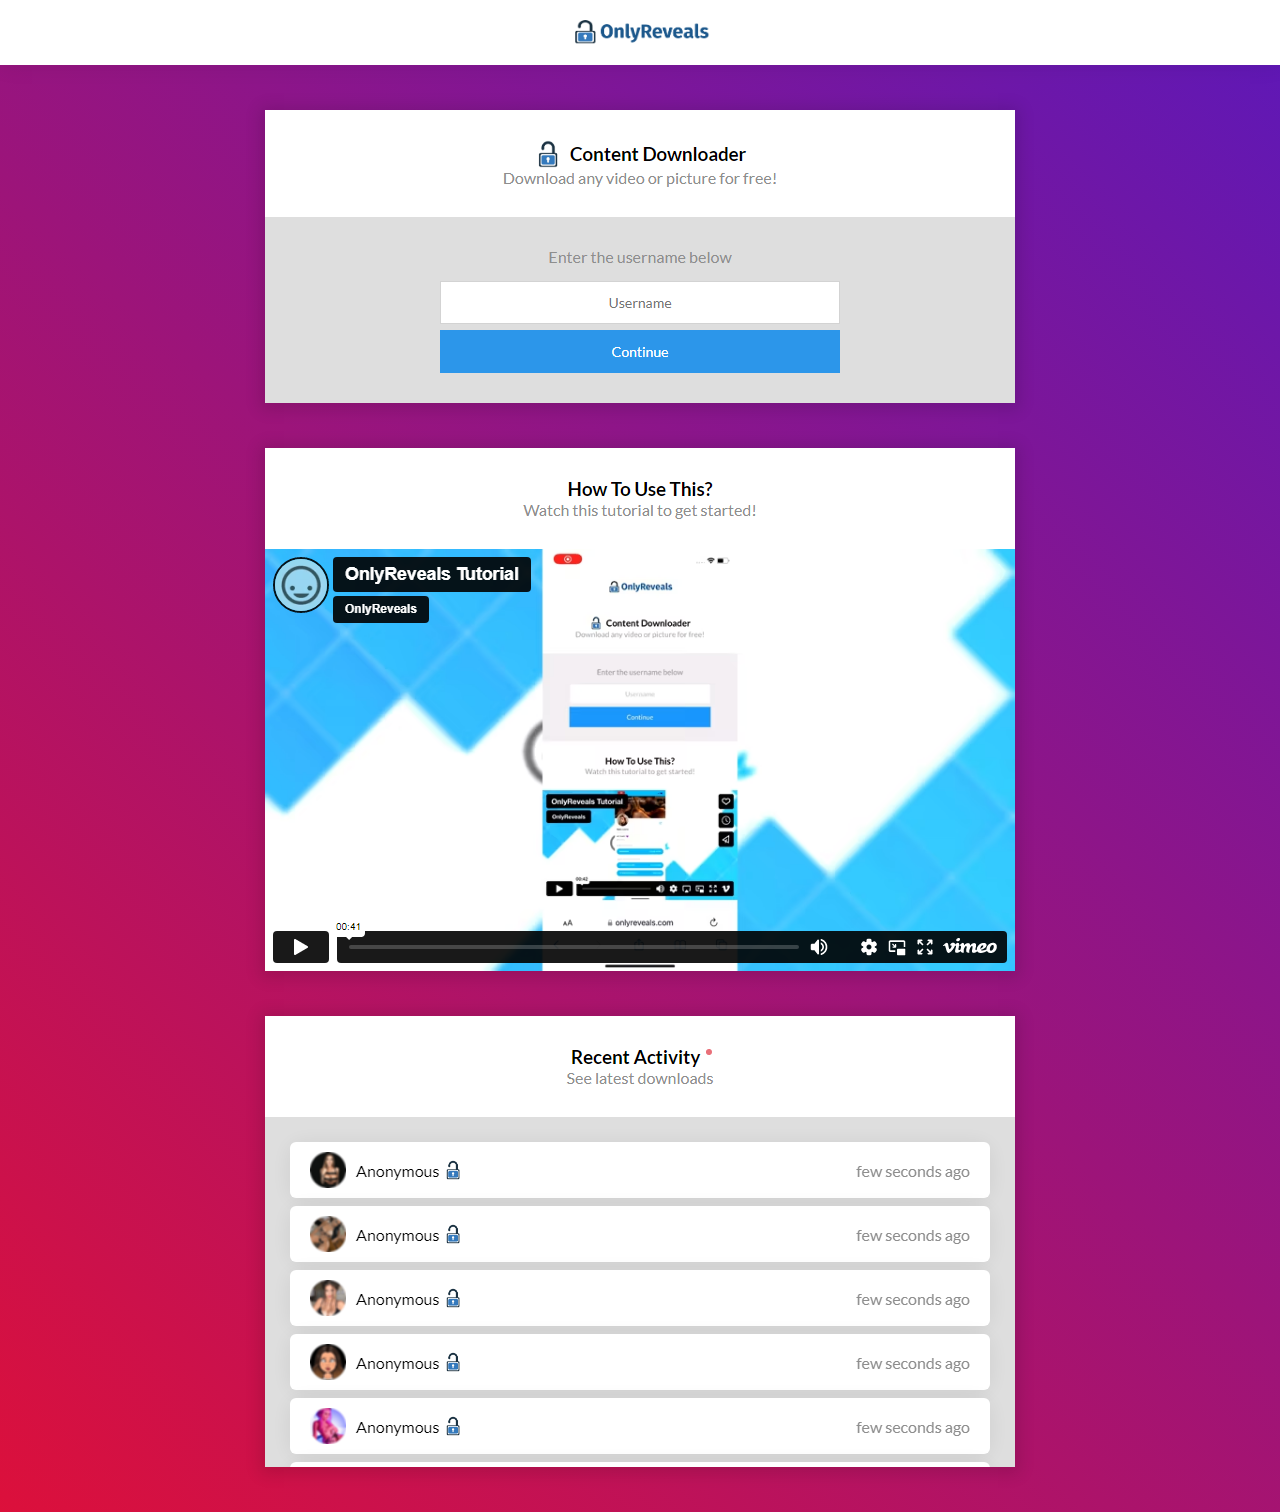 OnlyReveals
Content Downloader
Download any video or picture for free!
Enter the username below
Username
Continue
How To Use This?
Watch this tutorial to get started!
OnlyReveals Tutorial
OnlyReveals
OnlyReveals
Content Downloader
Download any video or picture for free!
Enter the username below
Username
Continue
How To Use This?
Watch this tutorial to get started!
OnlyReveals Tutorial
OnlyReveals
00:42
AA onlyreveals.com
00:41
vimeo
Recent Activity
See latest downloads
Anonymous few seconds ago
Anonymous few seconds ago
Anonymous few seconds ago
Anonymous few seconds ago
Anonymous few seconds ago